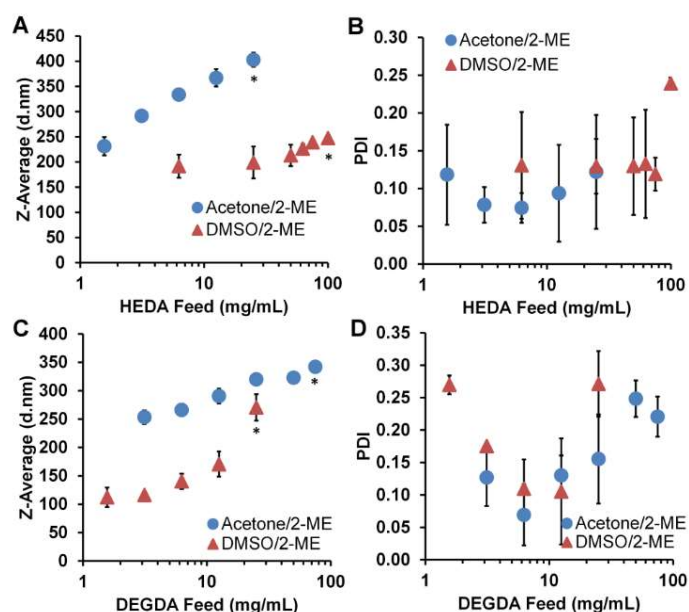 A
450
400
350
300
250
200
150
100
50
0
Z-Average (d.nm)
*
*
Acetone/2-ME
DMSO/2-ME
1
10
100
HEDA Feed (mg/mL)
B
Acetone/2-ME
DMSO/2-ME
0.30
0.25
0.20
0.15
0.10
0.05
0.00
PDI
1
10
100
HEDA Feed (mg/mL)
C
400
350
300
250
200
150
100
50
0
Z-Average (d.nm)
*
*
Acetone/2-ME
DMSO/2-ME
1
10
100
DEGDA Feed (mg/mL)
D
0.35
0.30
0.25
0.20
0.15
0.10
0.05
0.00
PDI
Acetone/2-ME
DMSO/2-ME
1
10
100
DEGDA Feed (mg/mL)